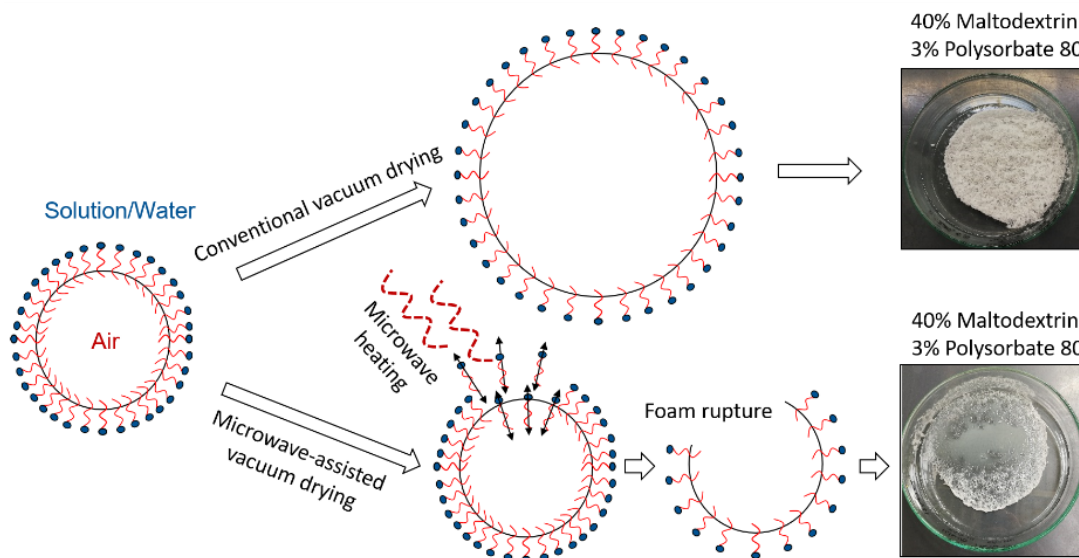 40% Maltodextrin
3% Polysorbate 80
Conventional vacuum drying
Solution/Water
Air
Microwave
heating
Microwave-assisted
vacuum drying
Foam rupture
40% Maltodextrin
3% Polysorbate 80